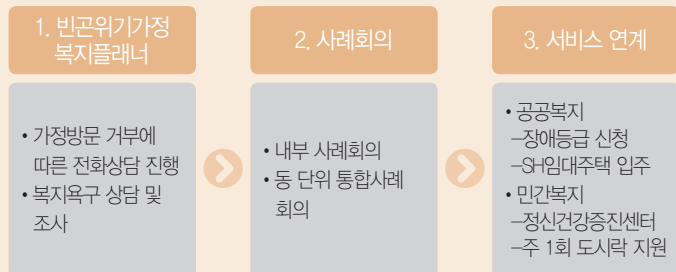 1. 빈곤위기가정
복지플래너
• 가정방문 거부에
따른 전화상담 진행
• 복지욕구 상담 및
조사
2. 사례회의
• 내부 사례회의
• 동 단위 통합사례
회의
3. 서비스 연계
• 공공복지
–장애등급 신청
–SH임대주택 입주
• 민간복지
–정신건강증진센터
–주 1회 도시락 지원